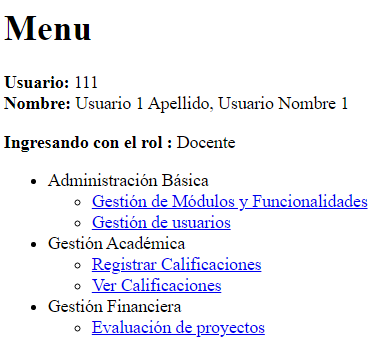 Menu
Usuario: 111
Nombre: Usuario 1 Apellido, Usuario Nombre 1
Ingresando con el rol : Docente
Administración Básica
Gestión de Módulos y Funcionalidades
Gestión de usuarios
Gestión Académica
Registrar Calificaciones
Ver Calificaciones
Gestión Financiera
Evaluación de proyectos